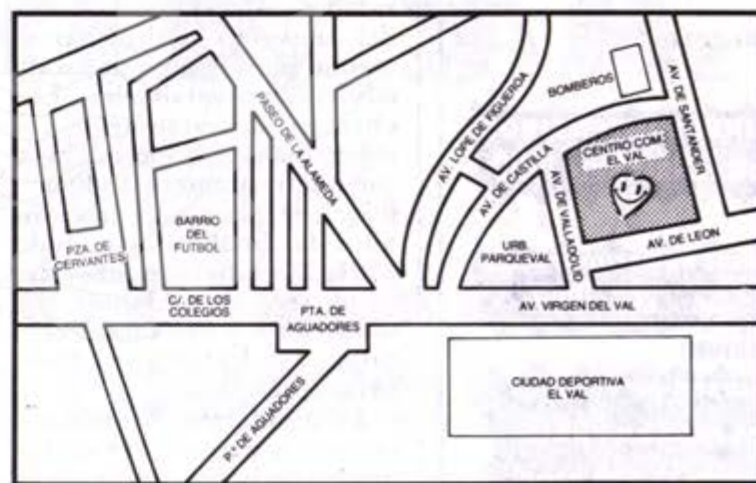 BOMBEROS
AV. DE SANTANDER
PASEO DE LA ALAMEDA
AV. LOPE DE FIGUEROA
CENTRO COM.
EL VAL
AV. DE CASTILLA
AV. DE VALLADOLID
BARRIO
DEL
FUTBOL
PZA. DE
CERVANTES
URB.
PARQUEVAL
AV. DE LEON
C/. DE LOS
COLEGIOS
PTA. DE
AGUADORES
AV. VIRGEN DEL VAL
P.º DE AGUADORES
CIUDAD DEPORTIVA
EL VAL